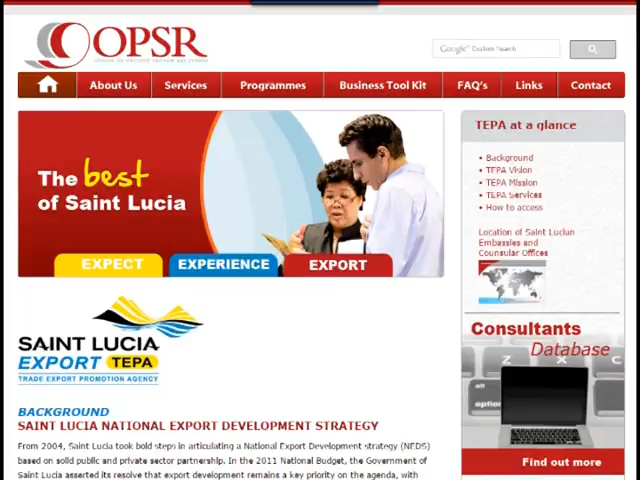 OPSR
Google Custom Search
About Us Services Programmes Business Tool Kit FAQ's Links Contact
The best
of Saint Lucia
EXPECT EXPERIENCE EXPORT
TEPA at a glance
• Background
• TEPA Vision
• TEPA Mission
• TEPA Services
• How to access
Location of Saint Lucian
Embassies and
Counsular Offices
Consultants
Database
alt
option
Find out more
SAINT LUCIA
EXPORT TEPA
TRADE EXPORT PROMOTION AGENCY
BACKGROUND
SAINT LUCIA NATIONAL EXPORT DEVELOPMENT STRATEGY
From 2004, Saint Lucia took bold steps in articulating a National Export Development strategy (NEDS)
based on solid public and private sector partnership. In the 2011 National Budget, the Government of
Saint Lucia asserted its resolve that export development remains a key priority on the agenda, with